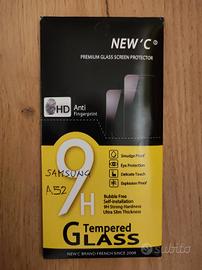 NEW'C®
PREMIUM GLASS SCREEN PROTECTOR
HD
Anti
Fingerprint
Smudge Proof
Eye Protection
Delicate Touch
Explosion Proof
SAMSUNG
A52
9H
Bubble Free
Self-Installation
9H Strong Hardness
Ultra Slim Thickness
Tempered
GLASS
NEW'C BRAND FRENCH SINCE 2008
subito